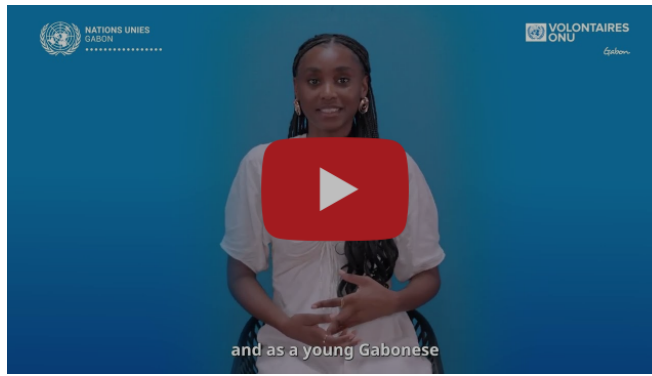 NATIONS UNIES
GABON
VOLONTAIRES
ONU
Gabon
and as a young Gabonese